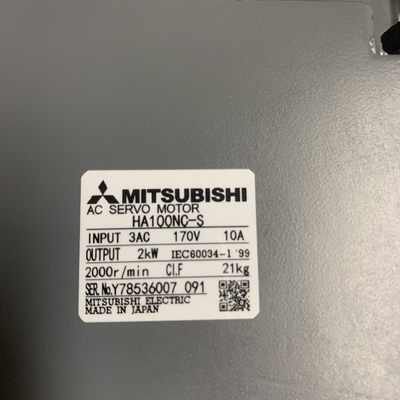 MITSUBISHI
AC SERVO MOTOR
HA100NC-S
INPUT 3AC 170V 10A
OUTPUT 2kW IEC60034-1 '99
2000r/min Cl.F 21kg
SER.No.Y78536007 091
MITSUBISHI ELECTRIC
MADE IN JAPAN